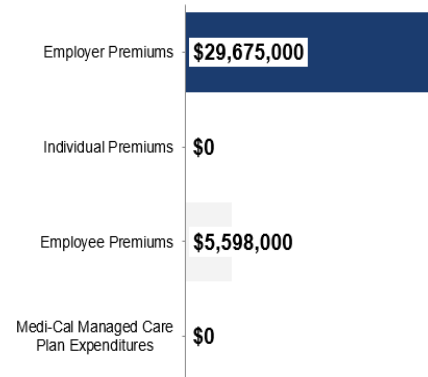 Employer Premiums $29,675,000
Individual Premiums $0
Employee Premiums $5,598,000
Medi-Cal Managed Care
Plan Expenditures $0